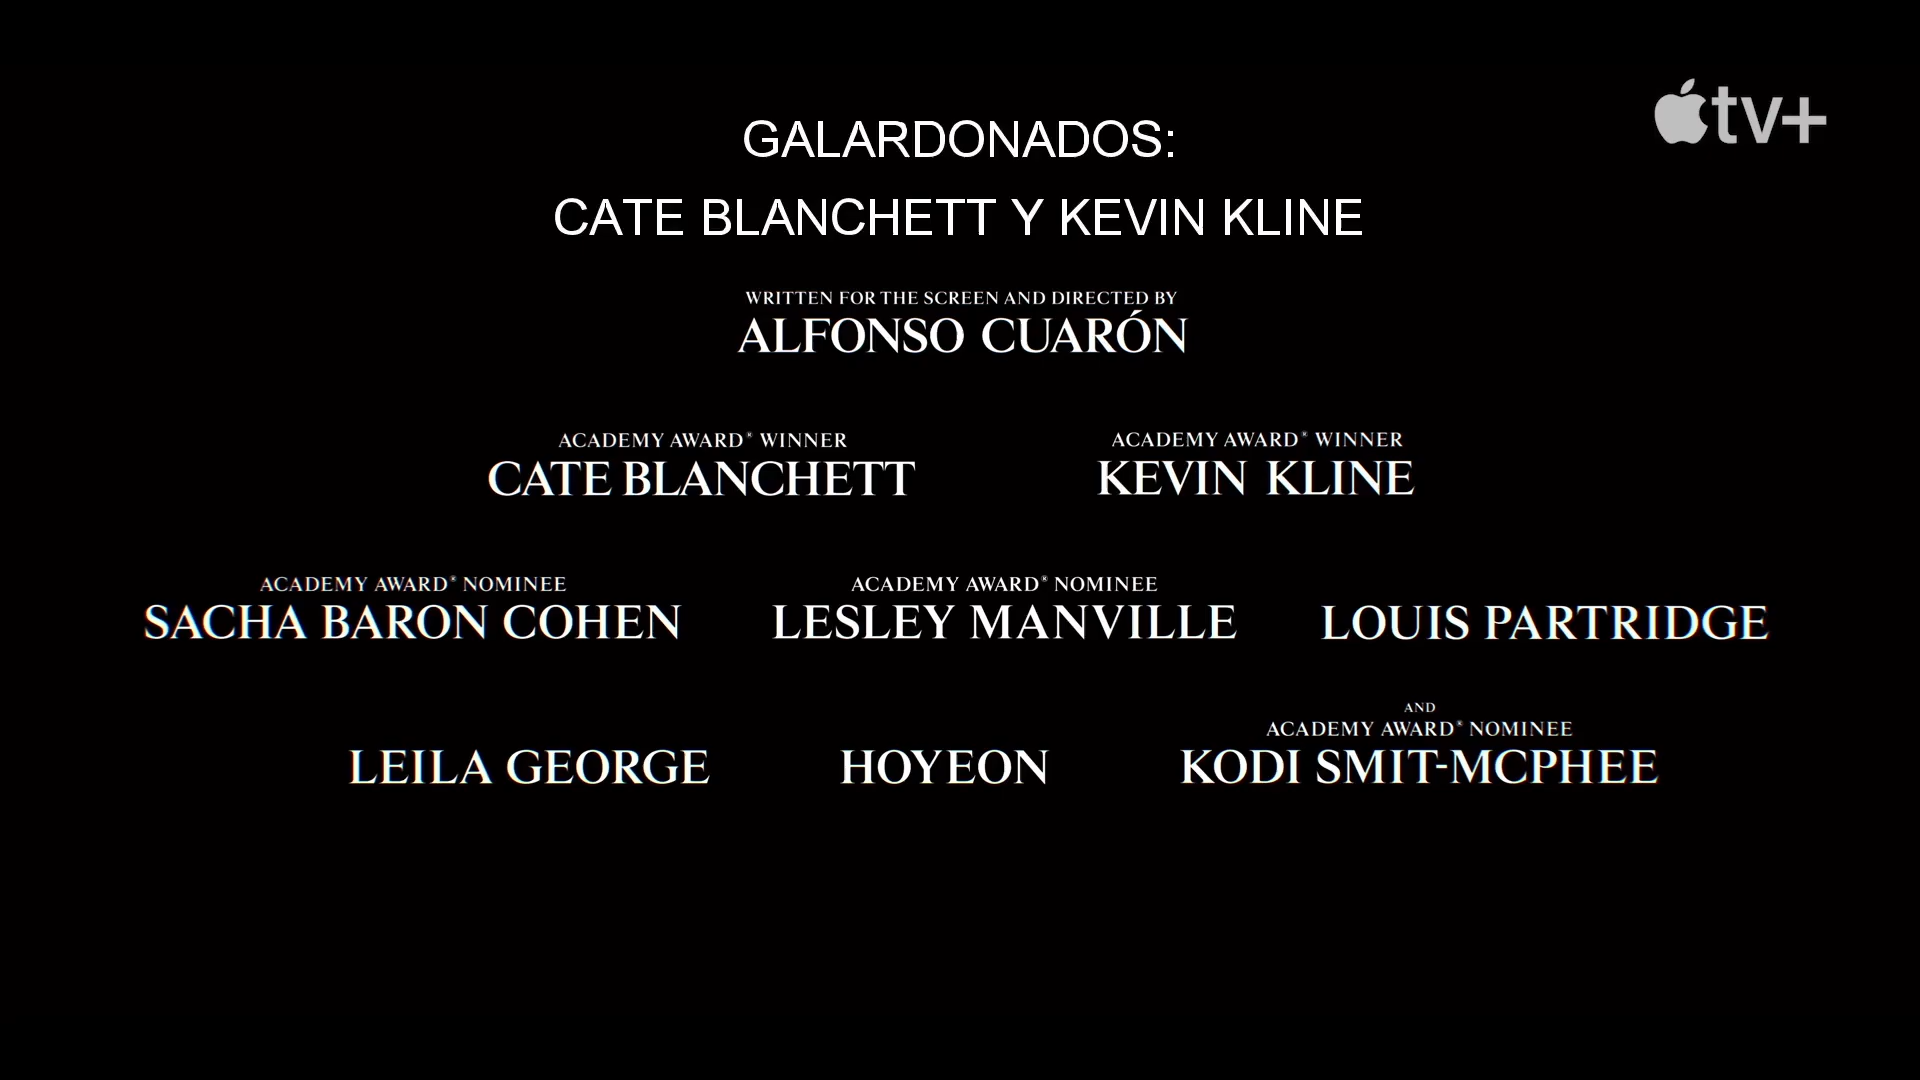 tv+
GALARDONADOS:
CATE BLANCHETT Y KEVIN KLINE
WRITTEN FOR THE SCREEN AND DIRECTED BY
ALFONSO CUARÓN
ACADEMY AWARD® WINNER
CATE BLANCHETT
ACADEMY AWARD® WINNER
KEVIN KLINE
ACADEMY AWARD® NOMINEE
SACHA BARON COHEN
ACADEMY AWARD® NOMINEE
LESLEY MANVILLE
LOUIS PARTRIDGE
LEILA GEORGE
HOYEON
AND
ACADEMY AWARD® NOMINEE
KODI SMIT-MCPHEE